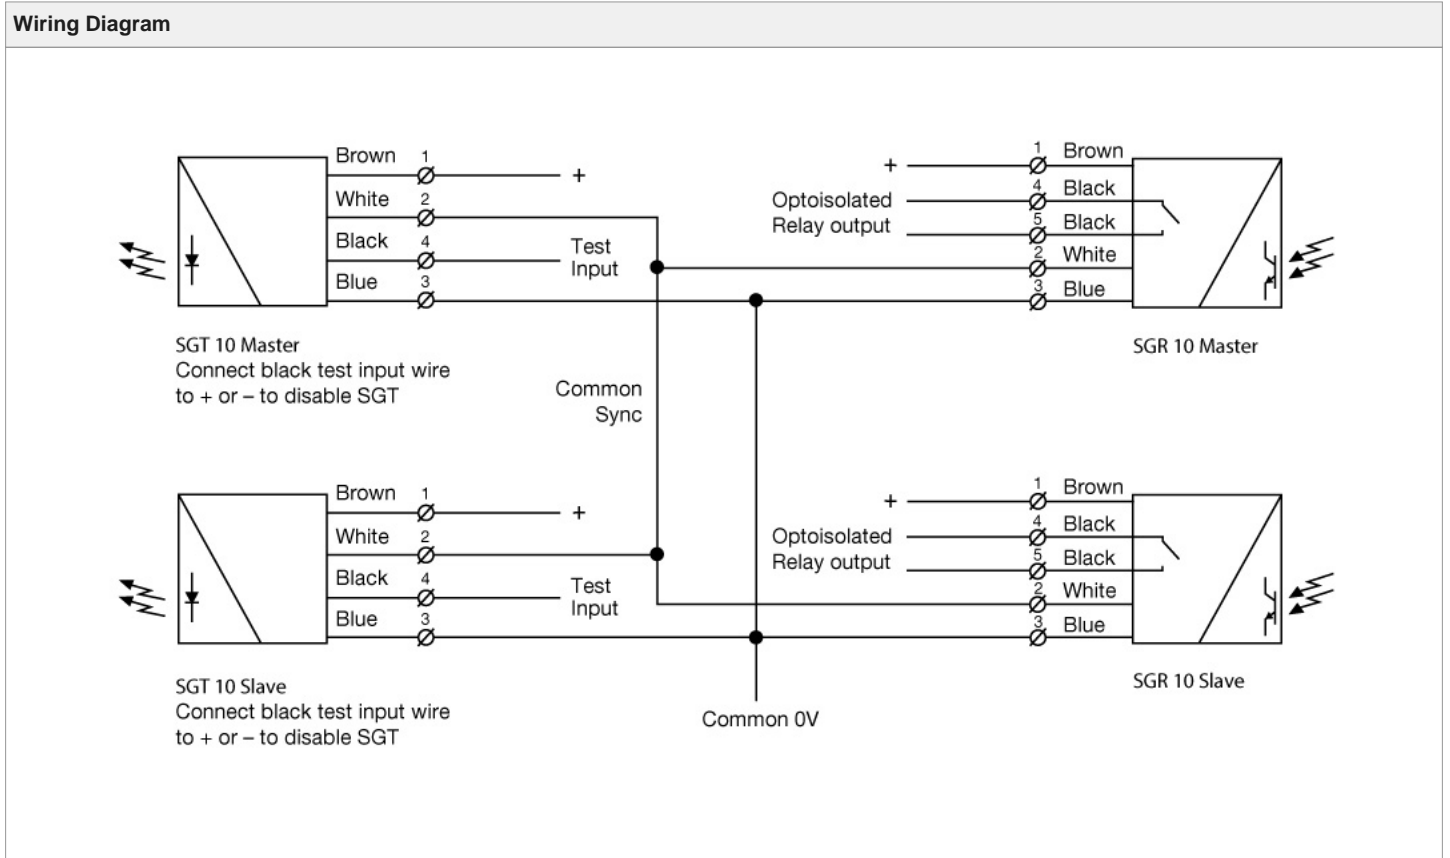 Wiring Diagram
Brown 1
+
White 2
Black 4
Test
Input
Blue 3
SGT 10 Master
Connect black test input wire
to + or – to disable SGT
+
1 Brown
Optoisolated
Relay output
4 Black
5 Black
2 White
3 Blue
SGR 10 Master
Common
Sync
Brown 1
+
White 2
Black 4
Test
Input
Blue 3
SGT 10 Slave
Connect black test input wire
to + or – to disable SGT
+
1 Brown
Optoisolated
Relay output
4 Black
5 Black
2 White
3 Blue
SGR 10 Slave
Common 0V